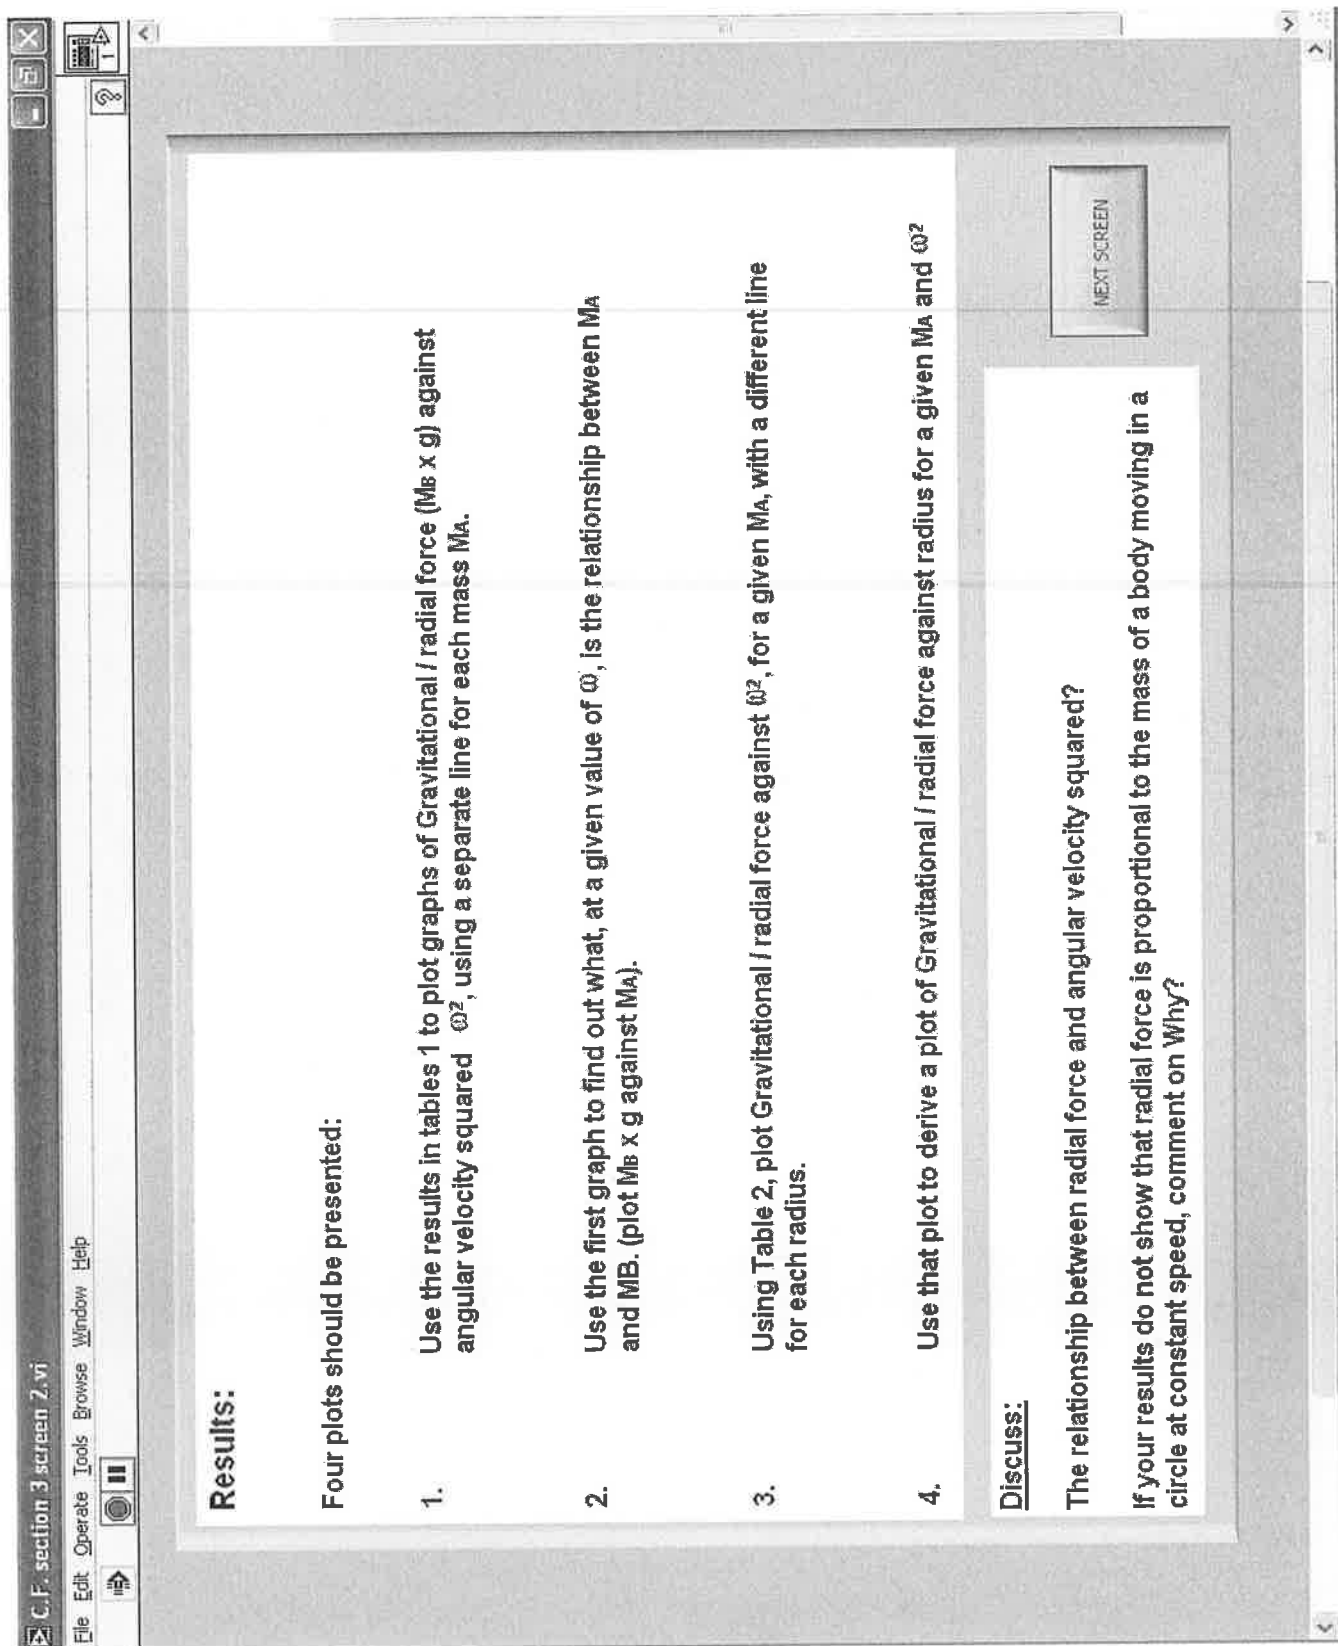 C.F. section 3 screen 2.vi
File Edit Operate Tools Browse Window Help
?
1
Results:
Four plots should be presented:
1. Use the results in tables 1 to plot graphs of Gravitational / radial force (MB x g) against
angular velocity squared ω², using a separate line for each mass MA.
2. Use the first graph to find out what, at a given value of ω, is the relationship between MA
and MB. (plot MB x g against MA).
3. Using Table 2, plot Gravitational / radial force against ω², for a given MA, with a different line
for each radius.
4. Use that plot to derive a plot of Gravitational / radial force against radius for a given MA and ω²
Discuss:
The relationship between radial force and angular velocity squared?
If your results do not show that radial force is proportional to the mass of a body moving in a
circle at constant speed, comment on Why?
NEXT SCREEN